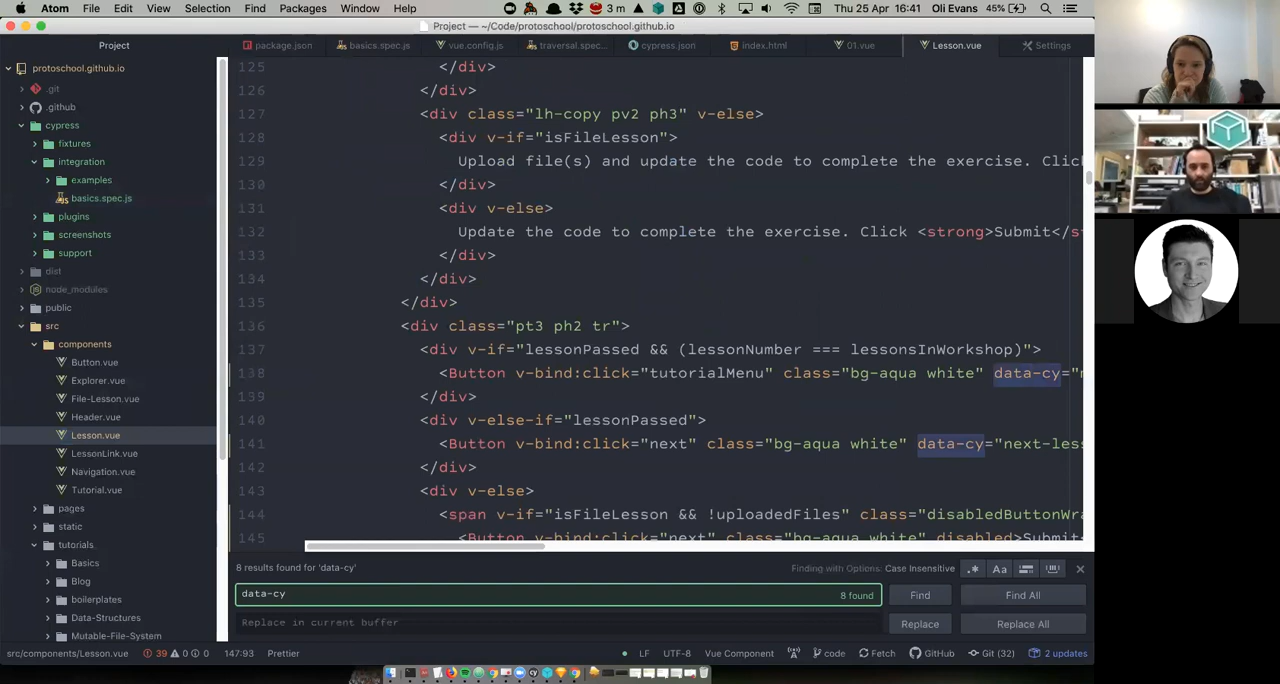 Atom File Edit View Selection Find Packages Window Help 3 m Thu 25 Apr 16:41 Oli Evans 45%
Project — ~/Code/protoschool/protoschool.github.io
Project
package.json
basics.spec.js
vue.config.js
traversal.spec...
cypress.json
index.html
01.vue
Lesson.vue
Settings
protoschool.github.io
.git
.github
cypress
fixtures
integration
examples
basics.spec.js
plugins
screenshots
support
dist
node_modules
public
src
components
Button.vue
Explorer.vue
File-Lesson.vue
Header.vue
Lesson.vue
LessonLink.vue
Navigation.vue
Tutorial.vue
pages
static
tutorials
Basics
Blog
boilerplates
Data-Structures
Mutable-File-System
125 </div>
126 </div>
127 <div class="lh-copy pv2 ph3" v-else>
128 <div v-if="isFileLesson">
129 Upload file(s) and update the code to complete the exercise. Click
130 </div>
131 <div v-else>
132 Update the code to complete the exercise. Click <strong>Submit</st
133 </div>
134 </div>
135 </div>
136 <div class="pt3 ph2 tr">
137 <div v-if="lessonPassed && (lessonNumber === lessonsInWorkshop)">
138 <Button v-bind:click="tutorialMenu" class="bg-aqua white" data-cy="n
139 </div>
140 <div v-else-if="lessonPassed">
141 <Button v-bind:click="next" class="bg-aqua white" data-cy="next-less
142 </div>
143 <div v-else>
144 <span v-if="isFileLesson && !uploadedFiles" class="disabledButtonWra
145 <Button v-bind:click="next" class="bg-aqua white" disabled>Submit<
8 results found for 'data-cy'
Finding with Options: Case Insensitive
.* Aa
data-cy
8 found
Find
Find All
Replace in current buffer
Replace
Replace All
src/components/Lesson.vue 39 0 0 147:93 Prettier
LF UTF-8 Vue Component code Fetch GitHub Git (32) 2 updates